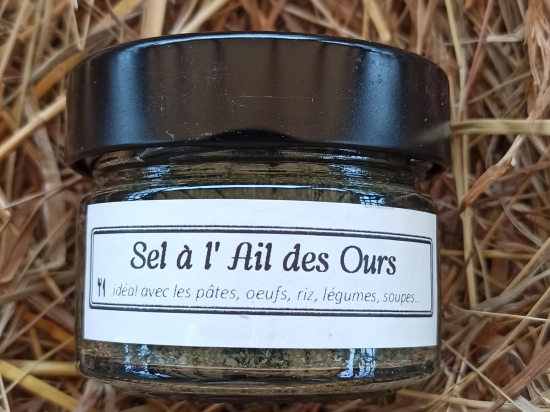 Sel à l' Ail des Ours
idéal avec les pâtes, oeufs, riz, légumes, soupes...